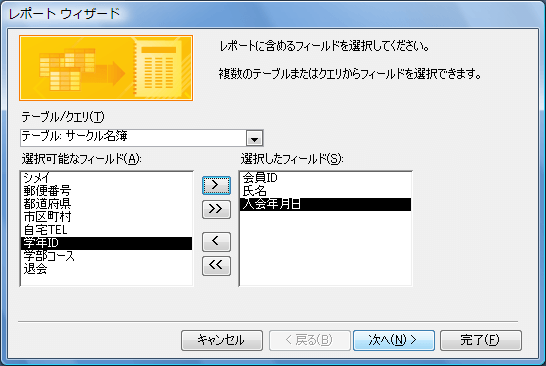 レポート ウィザード
レポートに含めるフィールドを選択してください。
複数のテーブルまたはクエリからフィールドを選択できます。
テーブル/クエリ(T)
テーブル: サークル名簿
選択可能なフィールド(A):
選択したフィールド(S):
シメイ
郵便番号
都道府県
市区町村
自宅TEL
学年ID
学部コース
退会
>
>>
<
<<
会員ID
氏名
入会年月日
キャンセル
< 戻る(B)
次へ(N) >
完了(F)